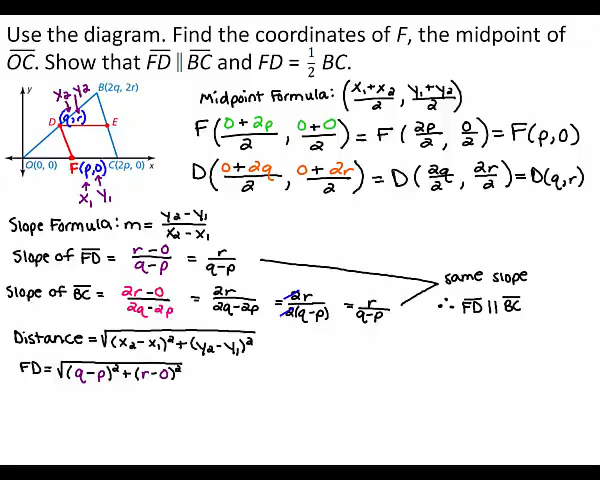 Use the diagram. Find the coordinates of F, the midpoint of
OC. Show that FD ∥ BC and FD = 1/2 BC.
y
X2 Y2
B(2q, 2r)
D (q,r)
E
O(0, 0) F(p,0) C(2p, 0) x
X1 Y1
Midpoint Formula: ((x1+x2)/2, (y1+y2)/2)
F((0+2p)/2, (0+0)/2) = F(2p/2, 0/2) = F(p,0)
D((0+2q)/2, (0+2r)/2) = D(2q/2, 2r/2) = D(q,r)
Slope Formula: m = (y2-y1)/(x2-x1)
Slope of FD = (r-0)/(q-p) = r/(q-p)
Slope of BC = (2r-0)/(2q-2p) = 2r/(2q-2p) = 2r/(2(q-p)) = r/(q-p)
same slope
∴ FD ∥ BC
Distance = √((x2-x1)²+(y2-y1)²)
FD = √((q-p)²+(r-0)²)